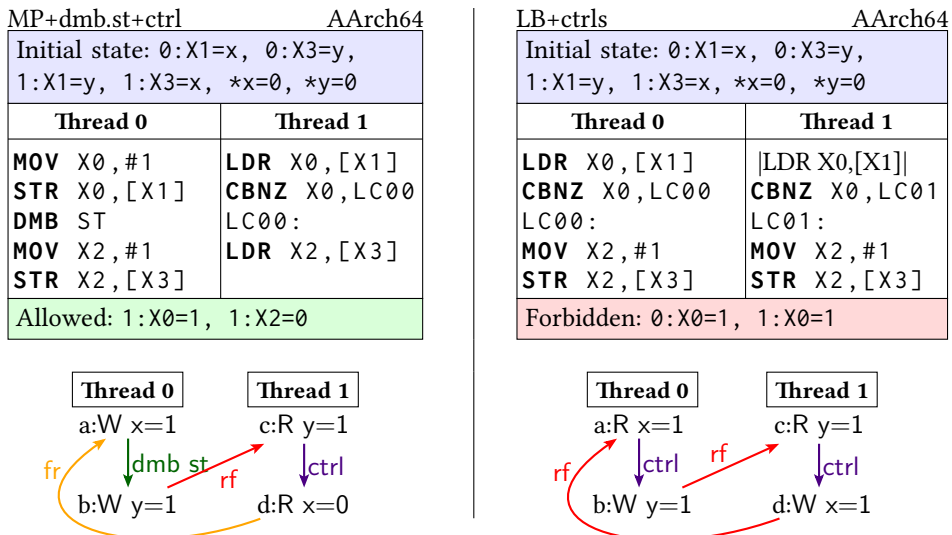 MP+dmb.st+ctrl AArch64
Initial state: 0:X1=x, 0:X3=y,
1:X1=y, 1:X3=x, *x=0, *y=0
Thread 0 Thread 1
MOV X0,#1 LDR X0,[X1]
STR X0,[X1] CBNZ X0,LC00
DMB ST LC00:
MOV X2,#1 LDR X2,[X3]
STR X2,[X3]
Allowed: 1:X0=1, 1:X2=0
Thread 0 Thread 1
a:W x=1 c:R y=1
fr dmb st rf ctrl
b:W y=1 d:R x=0
LB+ctrls AArch64
Initial state: 0:X1=x, 0:X3=y,
1:X1=y, 1:X3=x, *x=0, *y=0
Thread 0 Thread 1
LDR X0,[X1] |LDR X0,[X1]|
CBNZ X0,LC00 CBNZ X0,LC01
LC00: LC01:
MOV X2,#1 MOV X2,#1
STR X2,[X3] STR X2,[X3]
Forbidden: 0:X0=1, 1:X0=1
Thread 0 Thread 1
a:R x=1 c:R y=1
rf ctrl rf ctrl
b:W y=1 d:W x=1